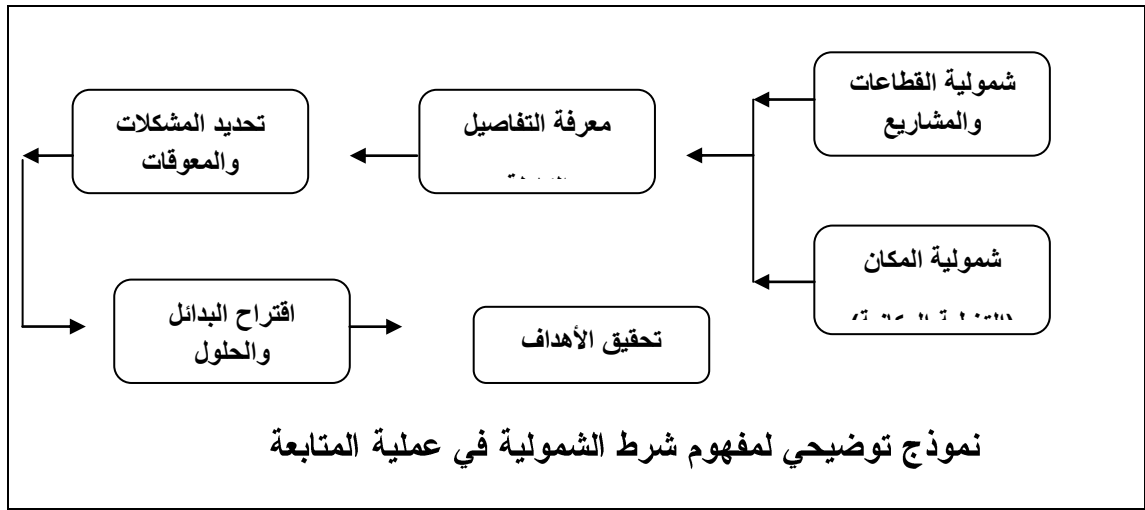 شمولية القطاعات
والمشاريع
شمولية المكان
معرفة التفاصيل
تحديد المشكلات
والمعوقات
اقتراح البدائل
والحلول
تحقيق الأهداف
نموذج توضيحي لمفهوم شرط الشمولية في عملية المتابعة